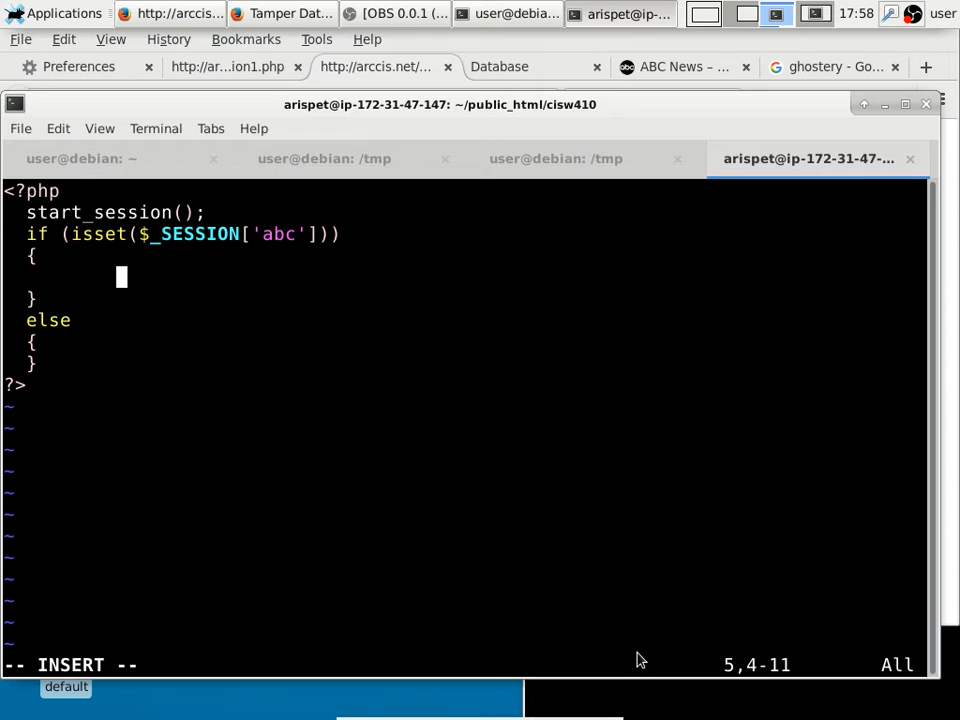 Applications http://arccis.... Tamper Dat... [OBS 0.0.1 (... user@debia... arispet@ip-... 17:58 user
File Edit View History Bookmarks Tools Help
Preferences http://ar...ion1.php http://arccis.net/... Database ABC News – ... ghostery - Go...
arispet@ip-172-31-47-147: ~/public_html/cisw410
File Edit View Terminal Tabs Help
user@debian: ~ user@debian: /tmp user@debian: /tmp arispet@ip-172-31-47-...
<?php
start_session();
if (isset($_SESSION['abc']))
{
}
else
{
}
?>
~
~
~
~
~
~
~
~
~
~
~
~
-- INSERT -- 5,4-11 All
default